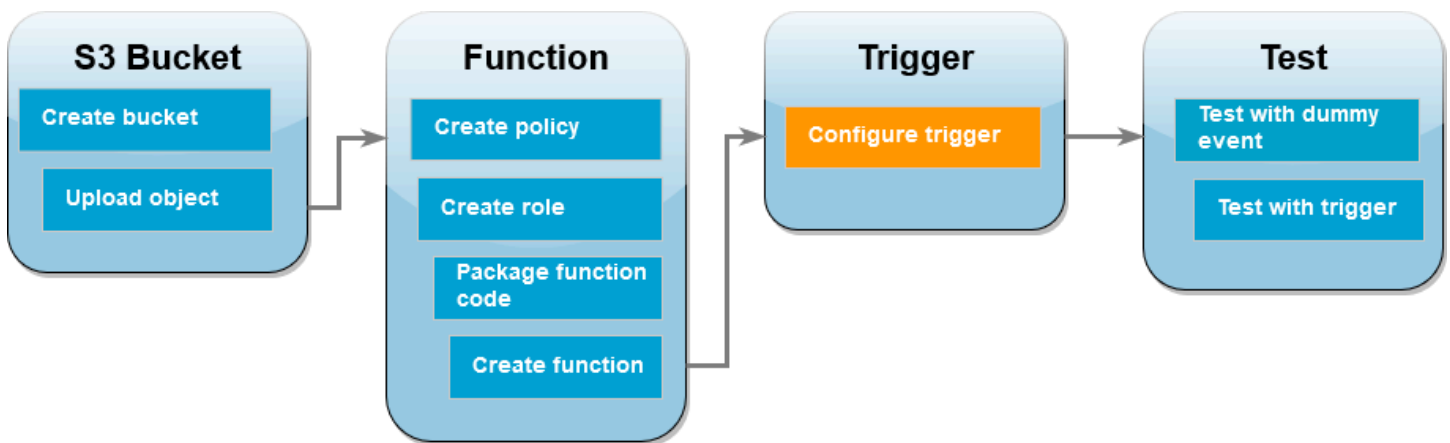 S3 Bucket
Create bucket
Upload object
Function
Create policy
Create role
Package function
code
Create function
Trigger
Configure trigger
Test
Test with dummy
event
Test with trigger